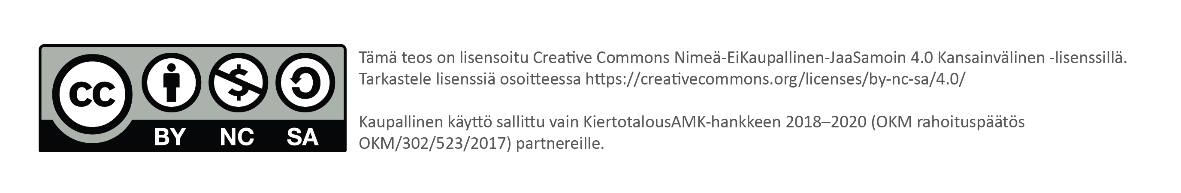 CC
BY NC SA
Tämä teos on lisensoitu Creative Commons Nimeä-EiKaupallinen-JaaSamoin 4.0 Kansainvälinen -lisenssillä.
Tarkastele lisenssiä osoitteessa https://creativecommons.org/licenses/by-nc-sa/4.0/
Kaupallinen käyttö sallittu vain KiertotalousAMK-hankkeen 2018–2020 (OKM rahoituspäätös
OKM/302/523/2017) partnereille.